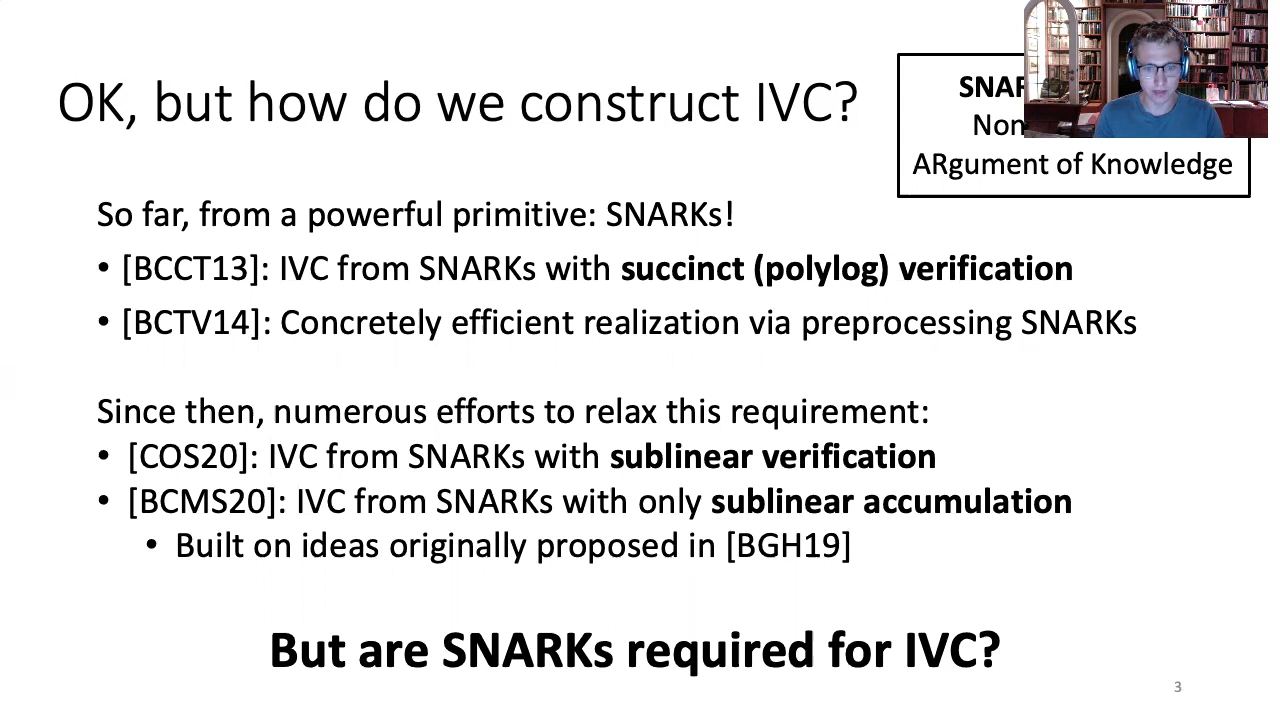 OK, but how do we construct IVC?
SNAR
Non
ARgument of Knowledge
So far, from a powerful primitive: SNARKs!
• [BCCT13]: IVC from SNARKs with succinct (polylog) verification
• [BCTV14]: Concretely efficient realization via preprocessing SNARKs
Since then, numerous efforts to relax this requirement:
• [COS20]: IVC from SNARKs with sublinear verification
• [BCMS20]: IVC from SNARKs with only sublinear accumulation
• Built on ideas originally proposed in [BGH19]
But are SNARKs required for IVC?
3